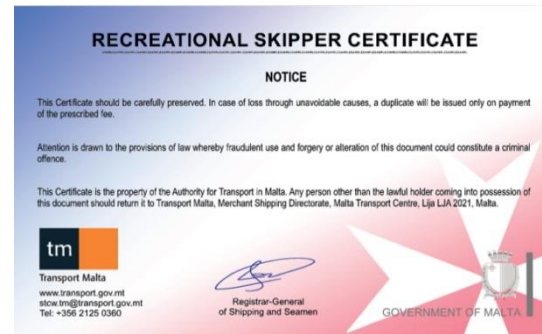 RECREATIONAL SKIPPER CERTIFICATE
NOTICE
This Certificate should be carefully preserved. In case of loss through unavoidable causes, a duplicate will be issued only on payment
of the prescribed fee.
Attention is drawn to the provisions of law whereby fraudulent use and forgery or alteration of this document could constitute a criminal
offence.
This Certificate is the property of the Authority for Transport in Malta. Any person other than the lawful holder coming into possession of
this document should return it to Transport Malta, Merchant Shipping Directorate, Malta Transport Centre, Lija LJA 2021, Malta.
tm
Transport Malta
www.transport.gov.mt
stcw.tm@transport.gov.mt
Tel: +356 2125 0360
Registrar-General
of Shipping and Seamen
GOVERNMENT OF MALTA